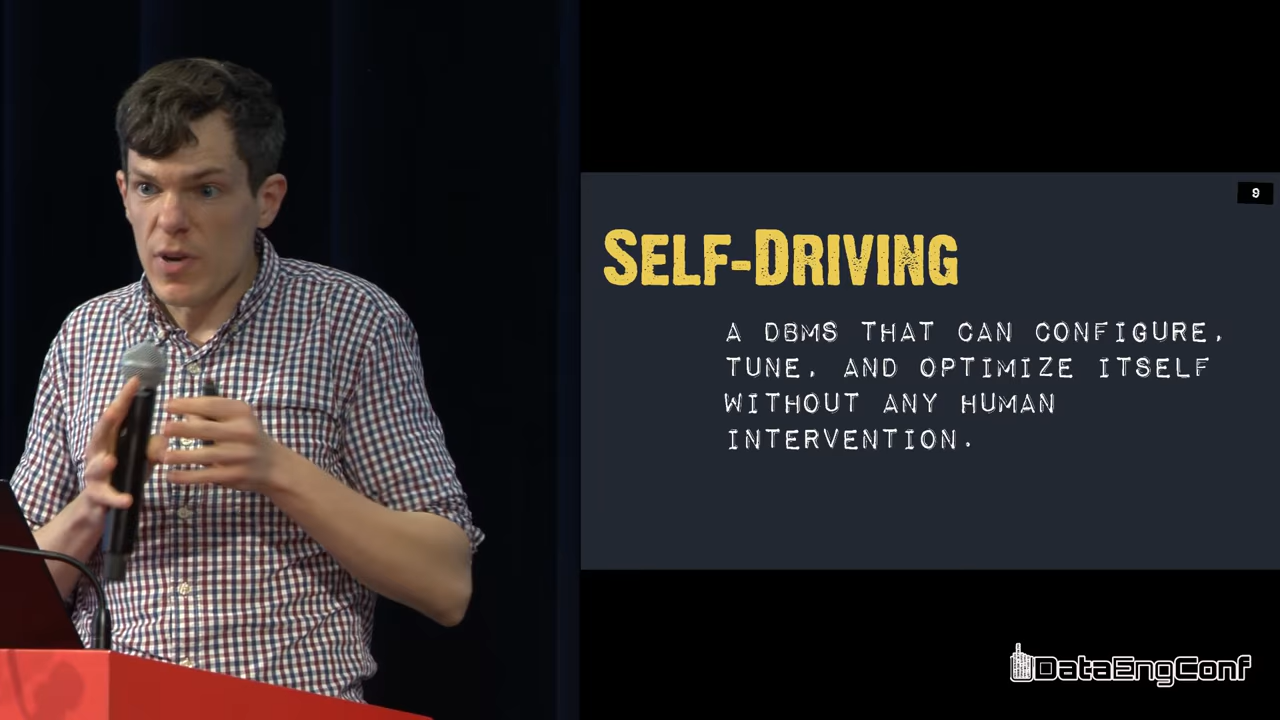 9
SELF-DRIVING
A DBMS THAT CAN CONFIGURE,
TUNE, AND OPTIMIZE ITSELF
WITHOUT ANY HUMAN
INTERVENTION.
DataEngConf